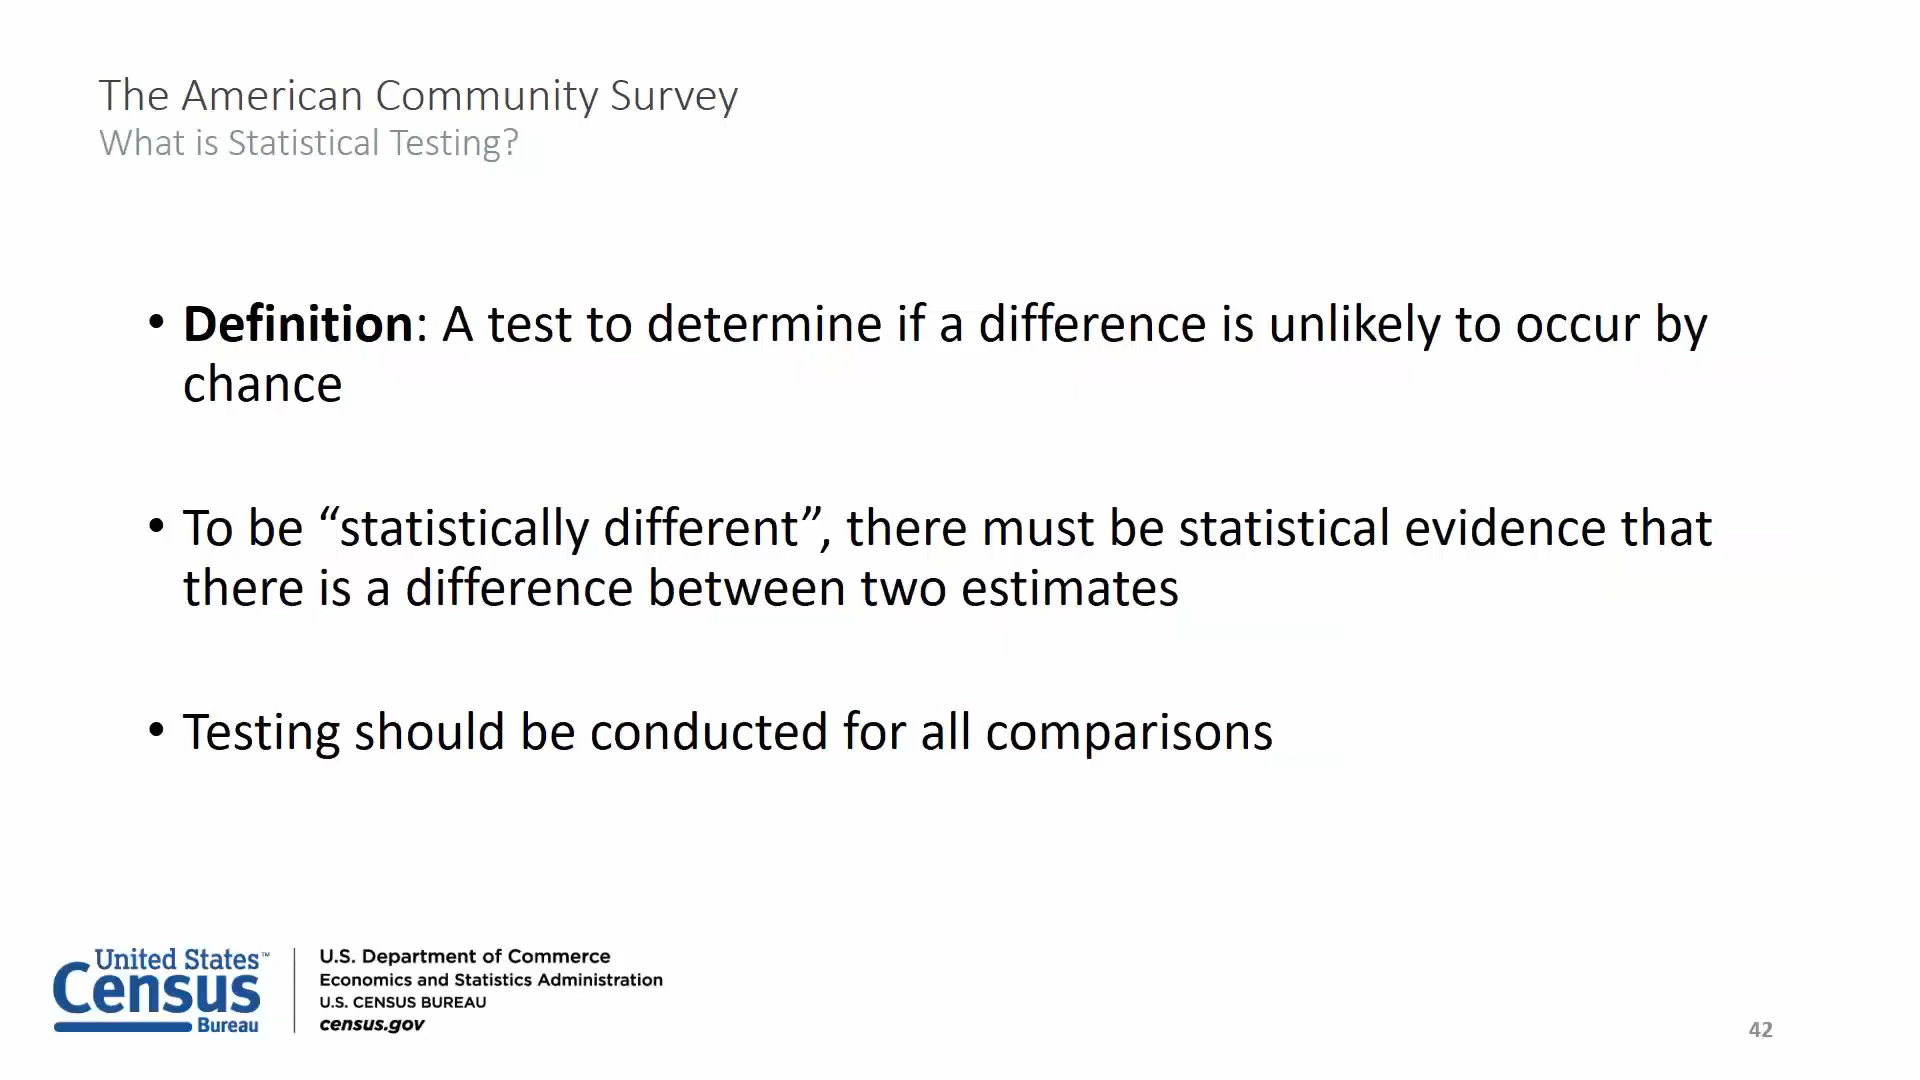 The American Community Survey
What is Statistical Testing?
• Definition: A test to determine if a difference is unlikely to occur by
chance
• To be “statistically different”, there must be statistical evidence that
there is a difference between two estimates
• Testing should be conducted for all comparisons
United States™
Census
Bureau
U.S. Department of Commerce
Economics and Statistics Administration
U.S. CENSUS BUREAU
census.gov
42